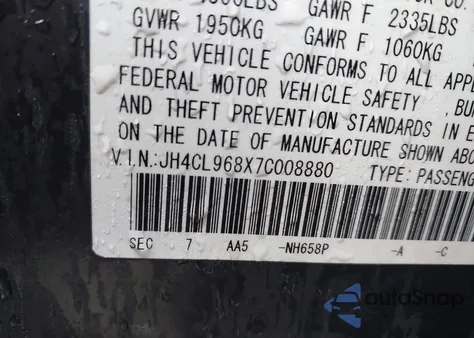 GVWR 1950KG GAWR F 2335LBS
GAWR F 1060KG
THIS VEHICLE CONFORMS TO ALL
FEDERAL MOTOR VEHICLE SAFETY,
AND THEFT PREVENTION STANDARDS IN
ON THE DATE OF MANUFACTURE SHOWN
V.I.N.:JH4CL968X7C008880 TYPE:
SEC 7 AA5 -NH658P -A -C
autoSnap